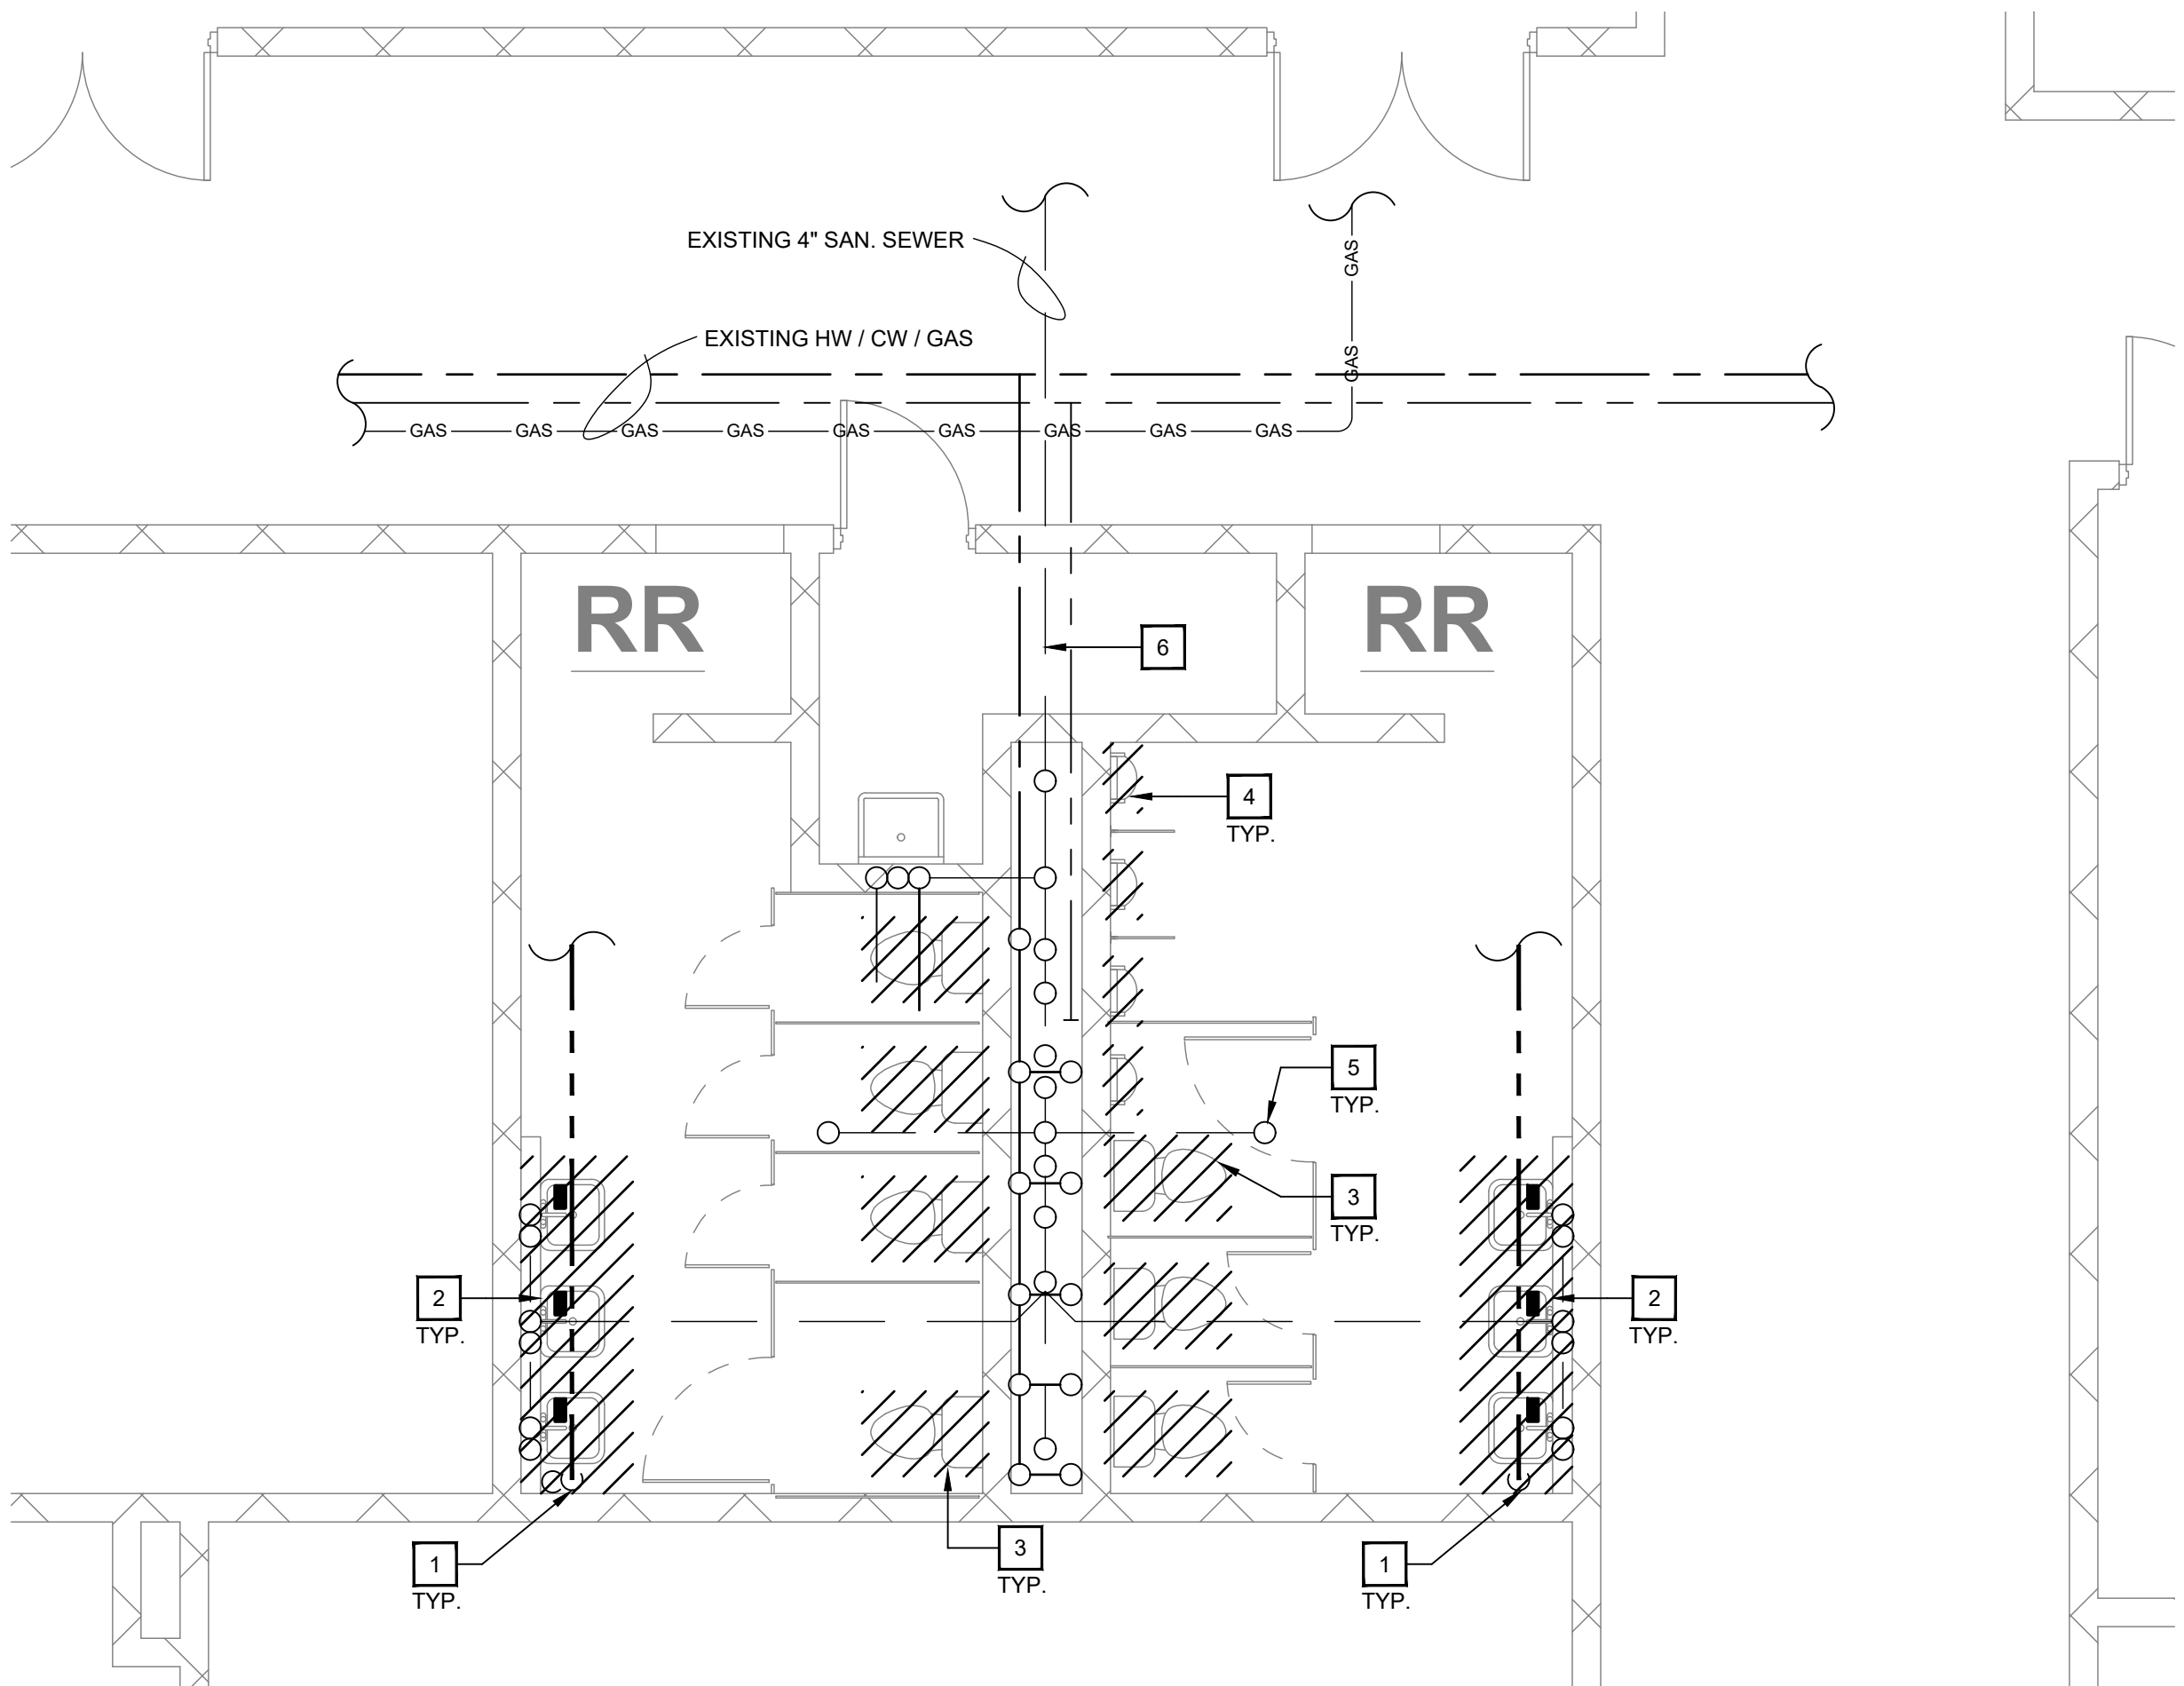 EXISTING 4" SAN. SEWER
GAS
EXISTING HW / CW / GAS
GAS
GAS GAS GAS GAS GAS GAS GAS GAS GAS
RR
RR
6
4
TYP.
5
TYP.
3
TYP.
2
TYP.
2
TYP.
3
TYP.
1
TYP.
1
TYP.